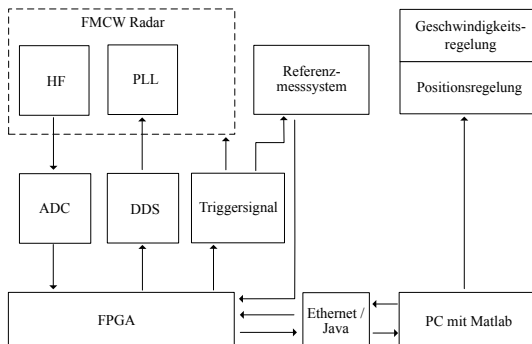 FMCW Radar
HF
PLL
Referenz-
messsystem
Geschwindigkeits-
regelung
Positionsregelung
ADC
DDS
Triggersignal
FPGA
Ethernet /
Java
PC mit Matlab